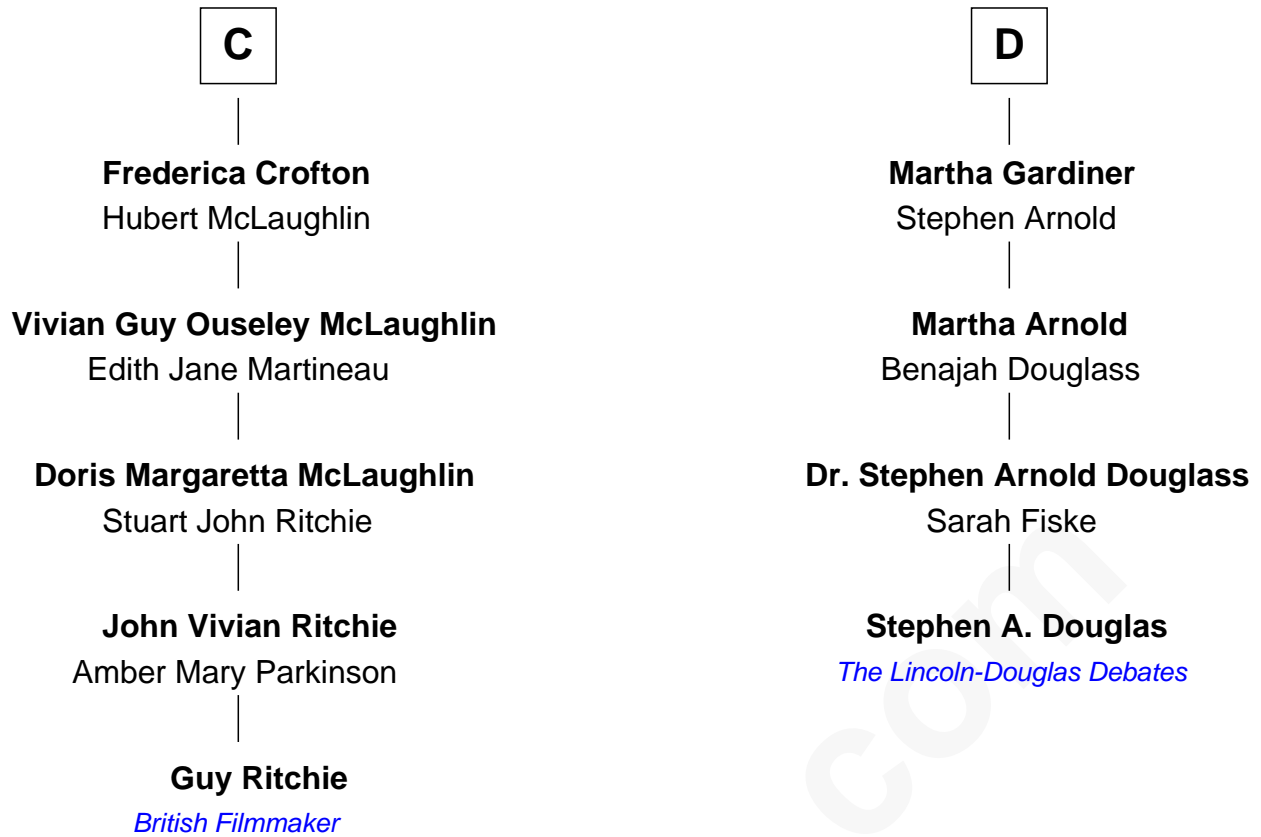 C
Frederica Crofton
Hubert McLaughlin
Vivian Guy Ouseley McLaughlin
Edith Jane Martineau
Doris Margaretta McLaughlin
Stuart John Ritchie
John Vivian Ritchie
Amber Mary Parkinson
Guy Ritchie
British Filmmaker
D
Martha Gardiner
Stephen Arnold
Martha Arnold
Benajah Douglass
Dr. Stephen Arnold Douglass
Sarah Fiske
Stephen A. Douglas
The Lincoln-Douglas Debates
com